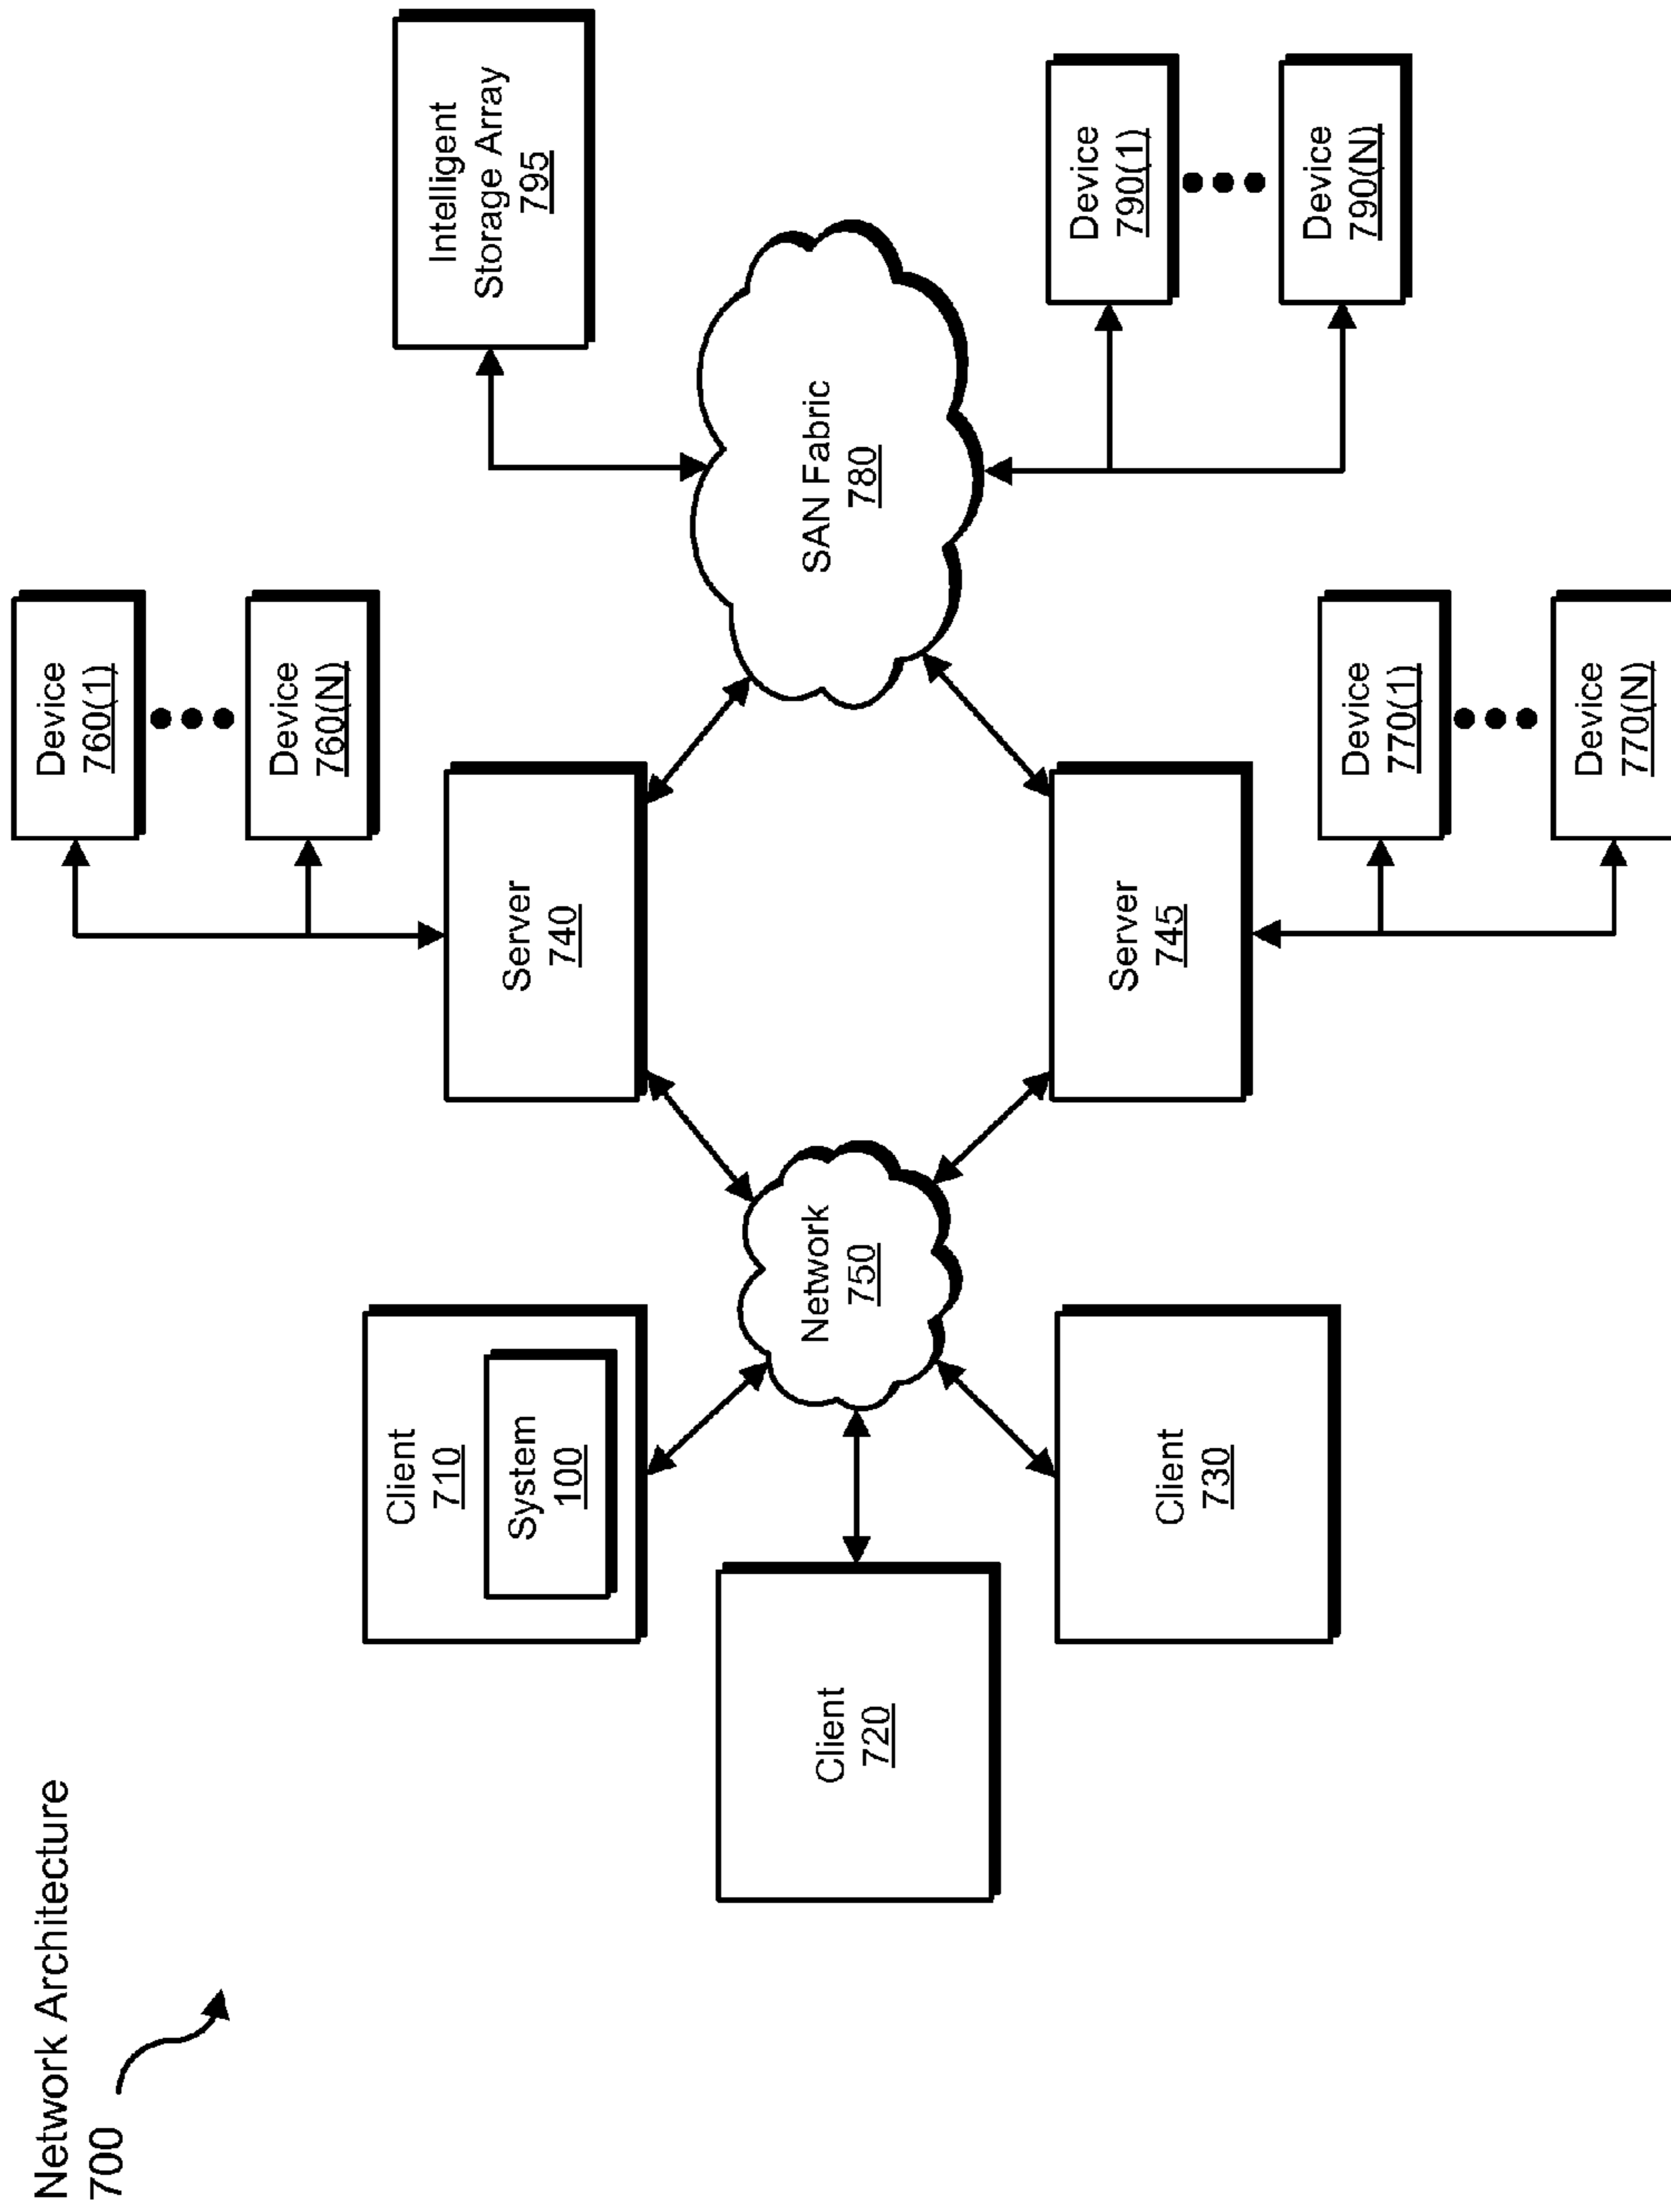 Network Architecture
700
Client
710
System
100
Client
720
Client
730
Network
750
Server
740
Server
745
Device
760(1)
Device
760(N)
Device
770(1)
Device
770(N)
SAN Fabric
780
Intelligent
Storage Array
795
Device
790(1)
Device
790(N)